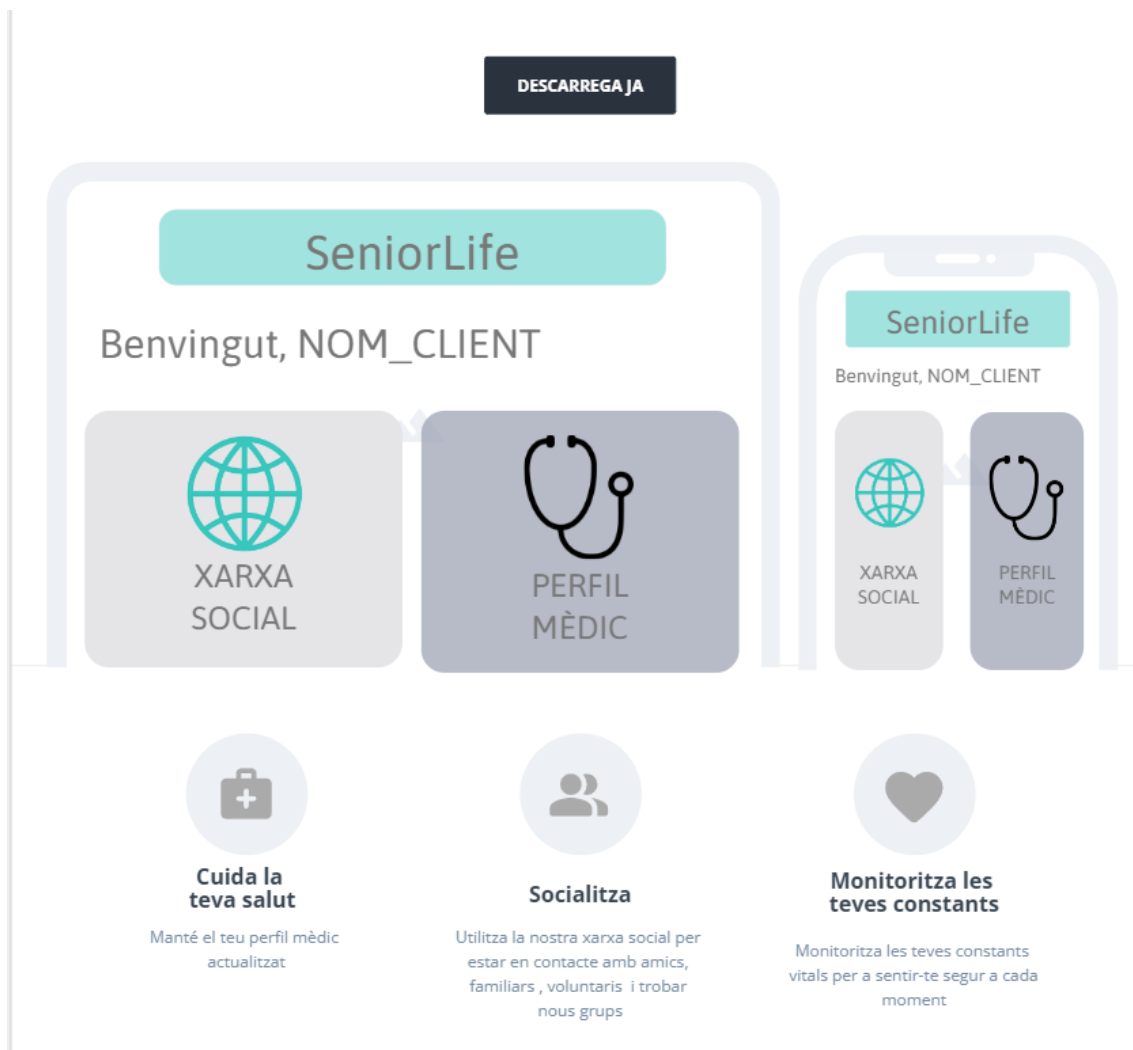 DESCARREGA JA
SeniorLife
Benvingut, NOM_CLIENT
XARXA
SOCIAL
PERFIL
MÈDIC
SeniorLife
Benvingut, NOM_CLIENT
XARXA
SOCIAL
PERFIL
MÈDIC
Cuida la
teva salut
Manté el teu perfil mèdic
actualitzat
Socialitza
Utilitza la nostra xarxa social per
estar en contacte amb amics,
familiars , voluntaris  i trobar
nous grups
Monitoritza les
teves constants
Monitoritza les teves constants
vitals per a sentir-te segur a cada
moment